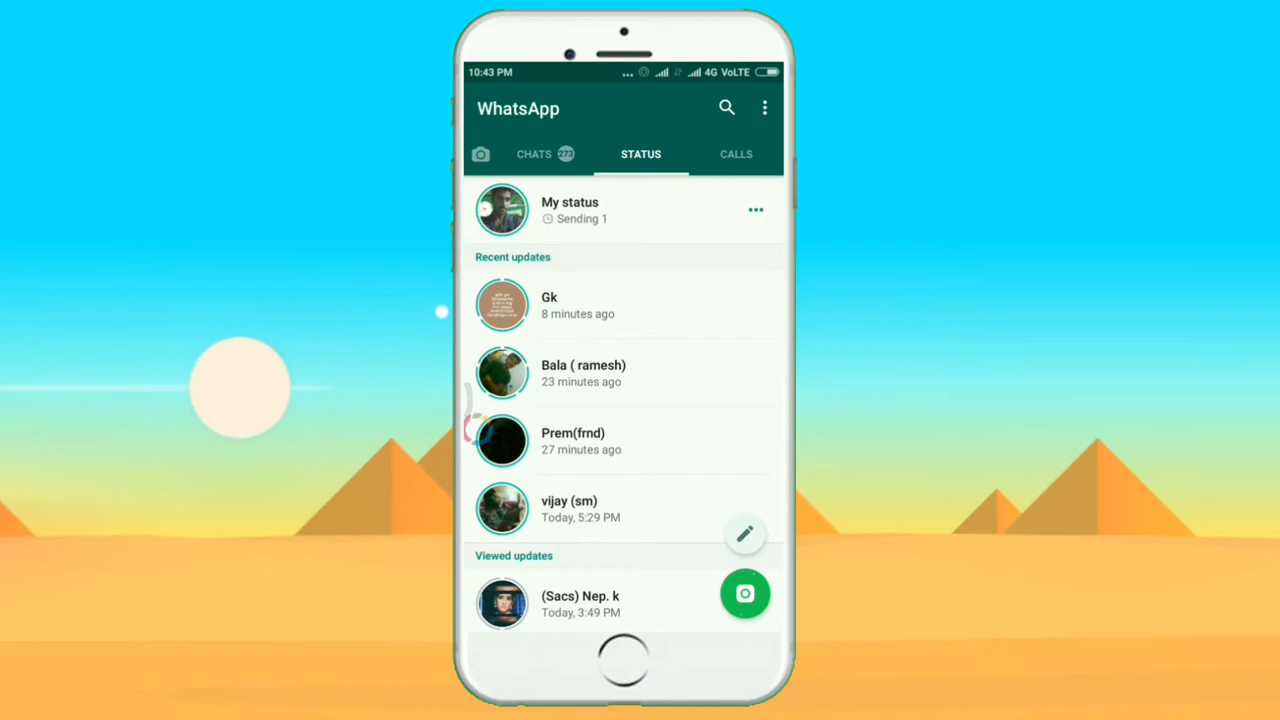 10:43 PM
4G VoLTE
WhatsApp
CHATS 273
STATUS
CALLS
My status
Sending 1
Recent updates
Gk
8 minutes ago
Bala ( ramesh)
23 minutes ago
Prem(frnd)
27 minutes ago
vijay (sm)
Today, 5:29 PM
Viewed updates
(Sacs) Nep. k
Today, 3:49 PM